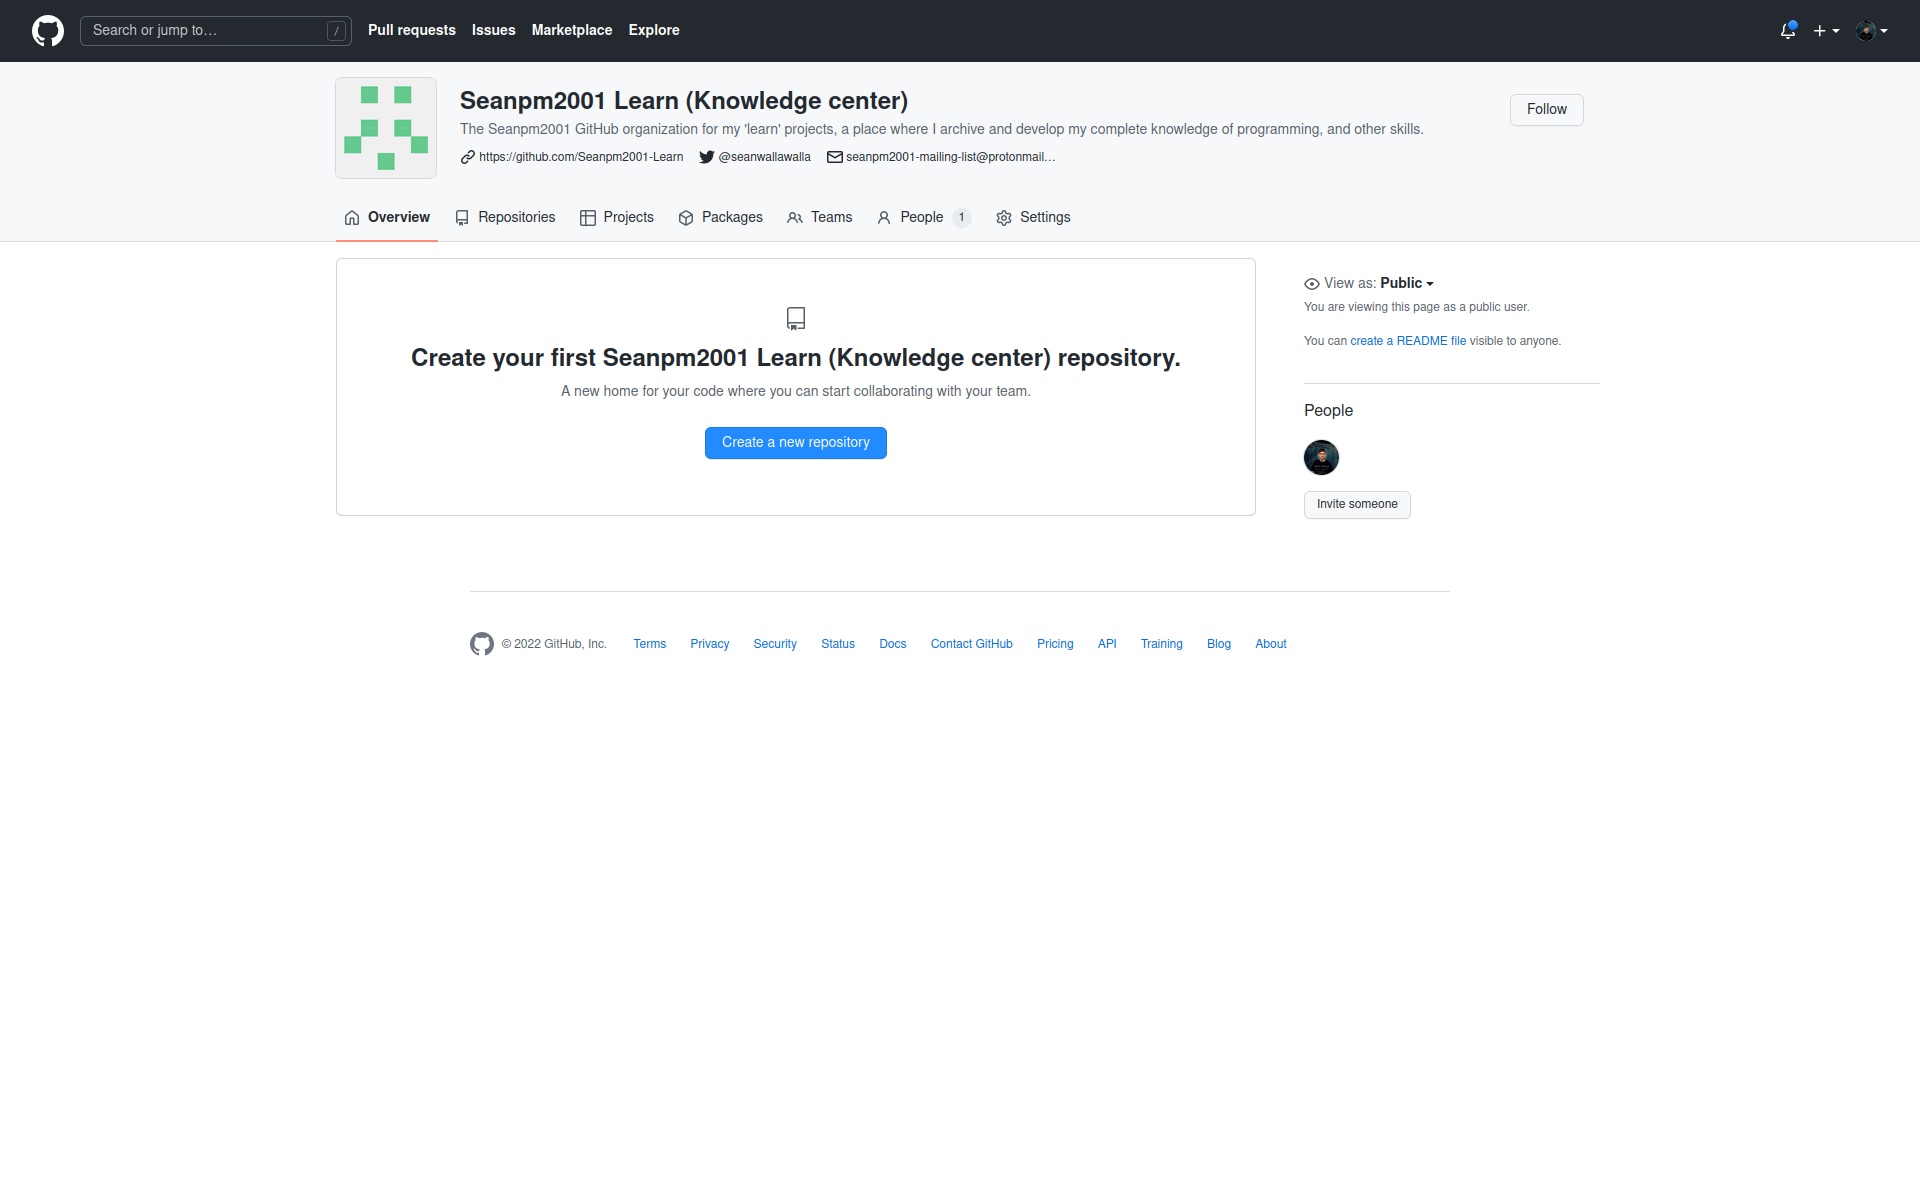 Search or jump to… /
Pull requests Issues Marketplace Explore
Seanpm2001 Learn (Knowledge center)
Follow
The Seanpm2001 GitHub organization for my 'learn' projects, a place where I archive and develop my complete knowledge of programming, and other skills.
https://github.com/Seanpm2001-Learn @seanwallawalla seanpm2001-mailing-list@protonmail…
Overview Repositories Projects Packages Teams People 1 Settings
Create your first Seanpm2001 Learn (Knowledge center) repository.
A new home for your code where you can start collaborating with your team.
Create a new repository
View as: Public
You are viewing this page as a public user.
You can create a README file visible to anyone.
People
Invite someone
© 2022 GitHub, Inc. Terms Privacy Security Status Docs Contact GitHub Pricing API Training Blog About